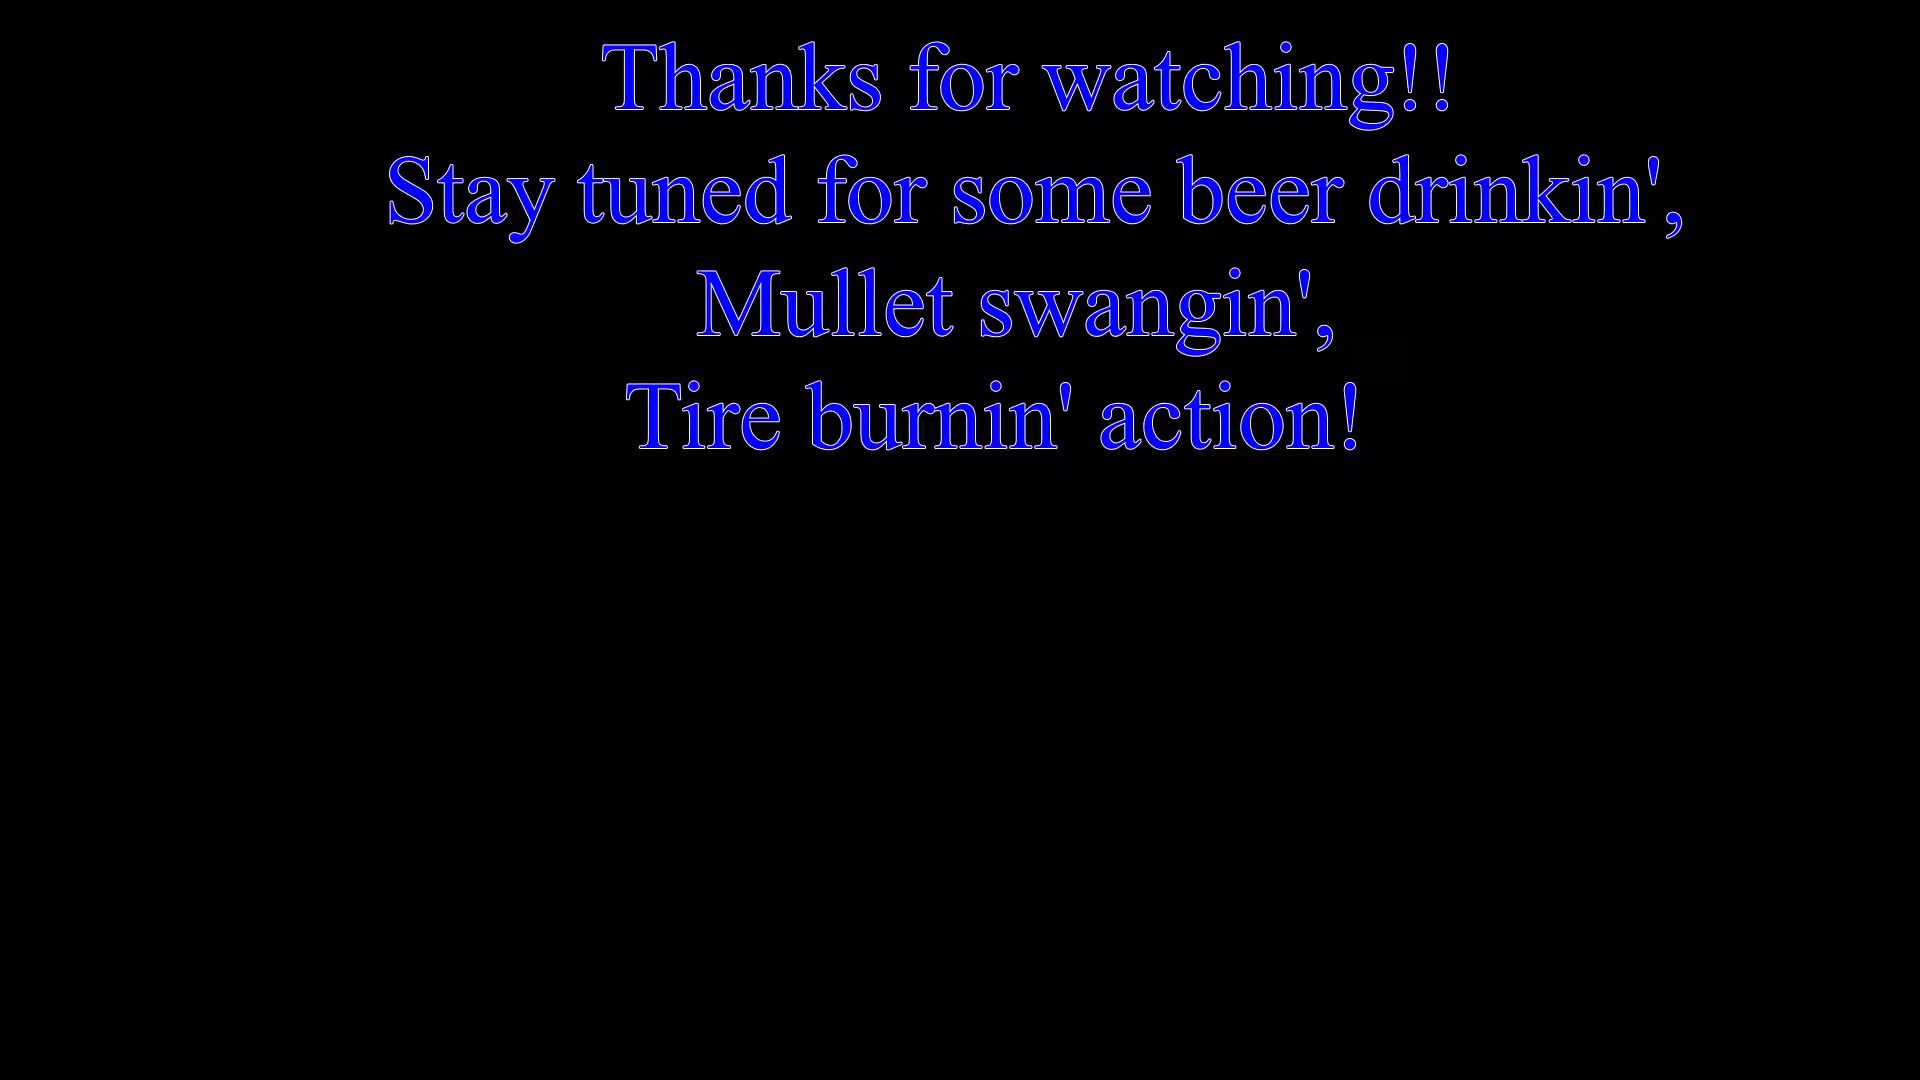 Thanks for watching!!
Stay tuned for some beer drinkin',
Mullet swangin',
Tire burnin' action!